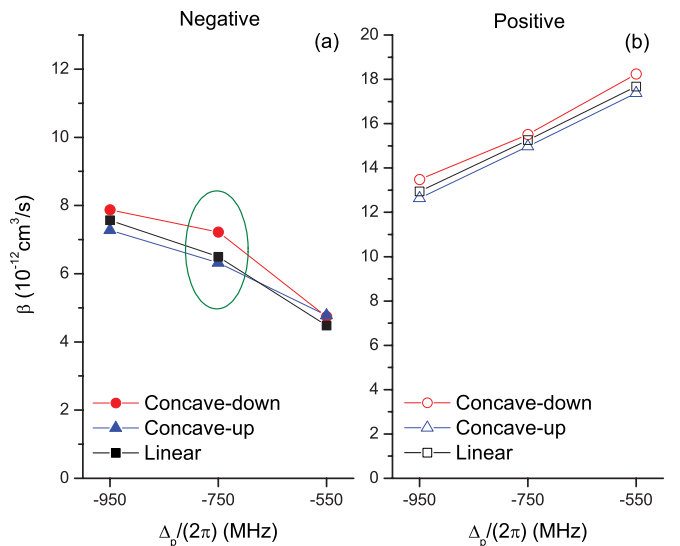 Negative
Positive
(a)
(b)
β (10⁻¹²cm³/s)
12
10
8
6
4
2
0
20
18
16
14
12
10
8
6
4
2
0
Concave-down
Concave-up
Linear
Concave-down
Concave-up
Linear
-950
-750
-550
-950
-750
-550
Δₚ/(2π) (MHz)
Δₚ/(2π) (MHz)